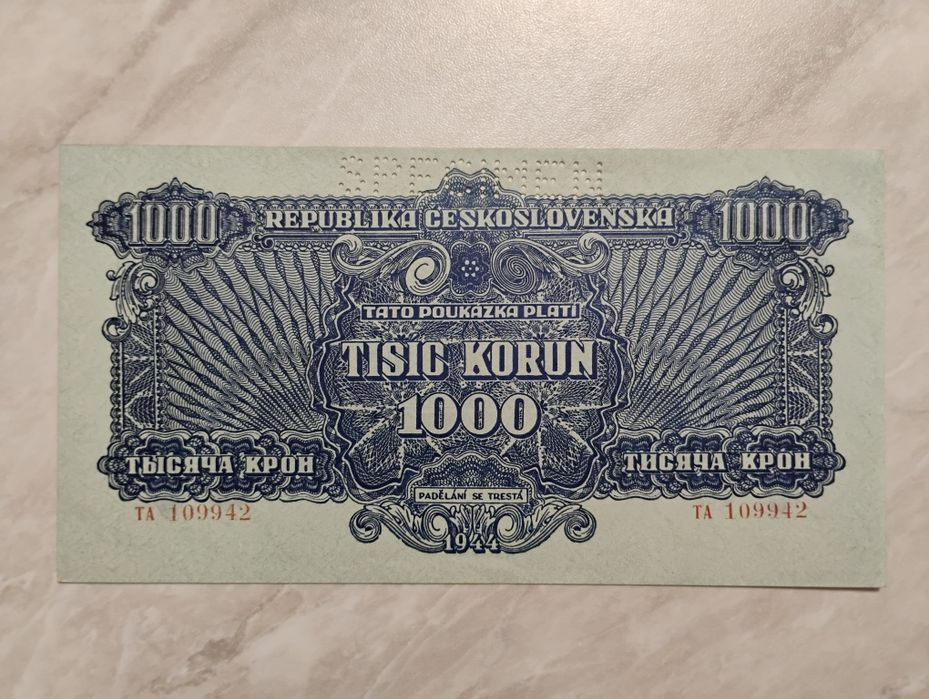 SPECIMEN
1000 REPUBLIKA ČESKOSLOVENSKÁ 1000
TATO POUKÁZKA PLATÍ
TISÍC KORUN
1000
ТЫСЯЧА КРОН ТИСЯЧА КРОН
PADĚLÁNÍ SE TRESTÁ
TA 109942 TA 109942
1944